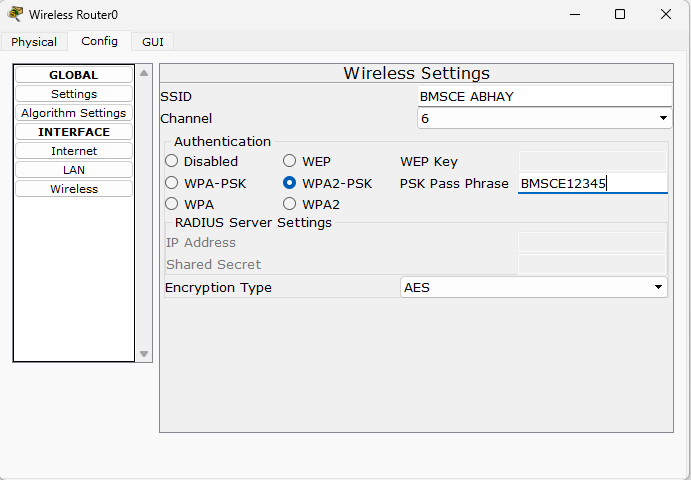 Wireless Router0
Physical Config GUI
GLOBAL
Settings
Algorithm Settings
INTERFACE
Internet
LAN
Wireless
Wireless Settings
SSID BMSCE ABHAY
Channel 6
Authentication
Disabled WEP WEP Key
WPA-PSK WPA2-PSK PSK Pass Phrase BMSCE12345
WPA WPA2
RADIUS Server Settings
IP Address
Shared Secret
Encryption Type AES